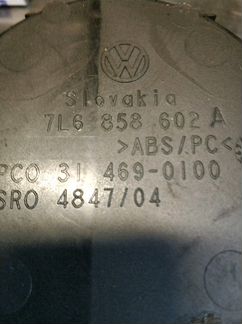 Slovakia
7L6 858 602 A
>ABS/PC<
PCO 31 469-0100
SRO 4847/04